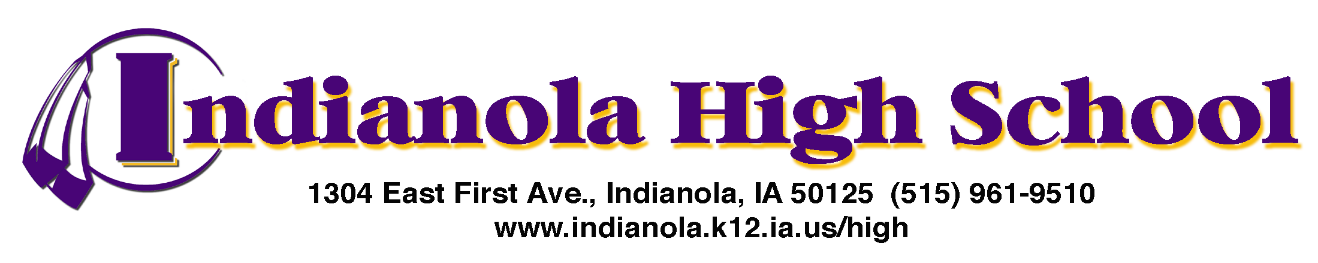 Indianola High School
1304 East First Ave., Indianola, IA 50125 (515) 961-9510
www.indianola.k12.ia.us/high